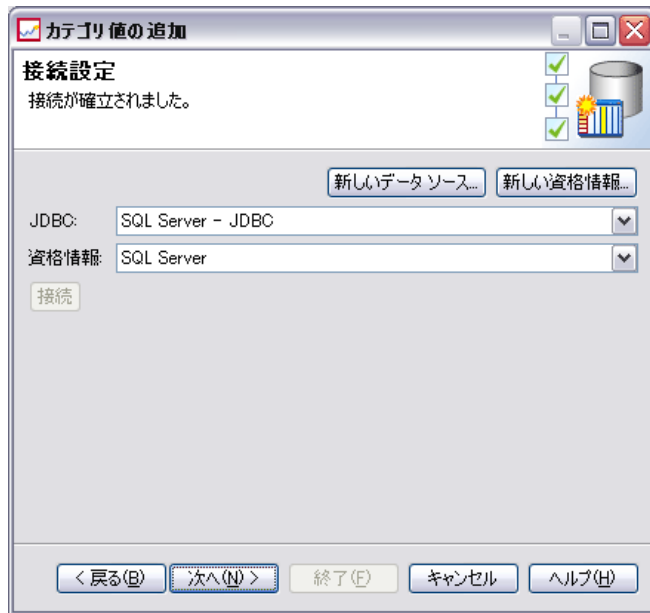 カテゴリ値の追加
接続設定
接続が確立されました。
新しいデータ ソース... 新しい資格情報...
JDBC: SQL Server - JDBC
資格情報: SQL Server
接続
< 戻る(B) 次へ(N) > 終了(F) キャンセル ヘルプ(H)